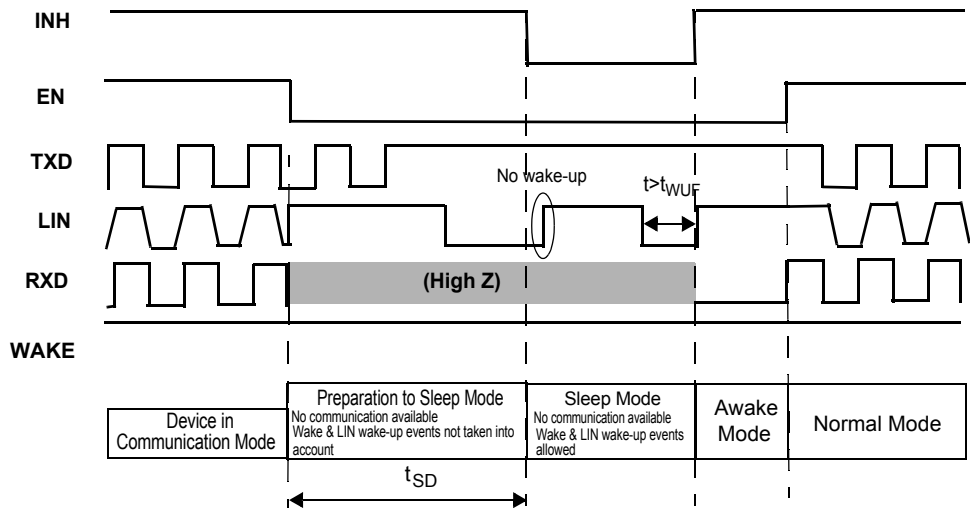 INH
EN
TXD
No wake-up
t>tWUF
LIN
RXD
(High Z)
WAKE
Device in
Communication Mode
Preparation to Sleep Mode
No communication available
Wake & LIN wake-up events not taken into
account
Sleep Mode
No communication available
Wake & LIN wake-up events
allowed
Awake
Mode
Normal Mode
tSD